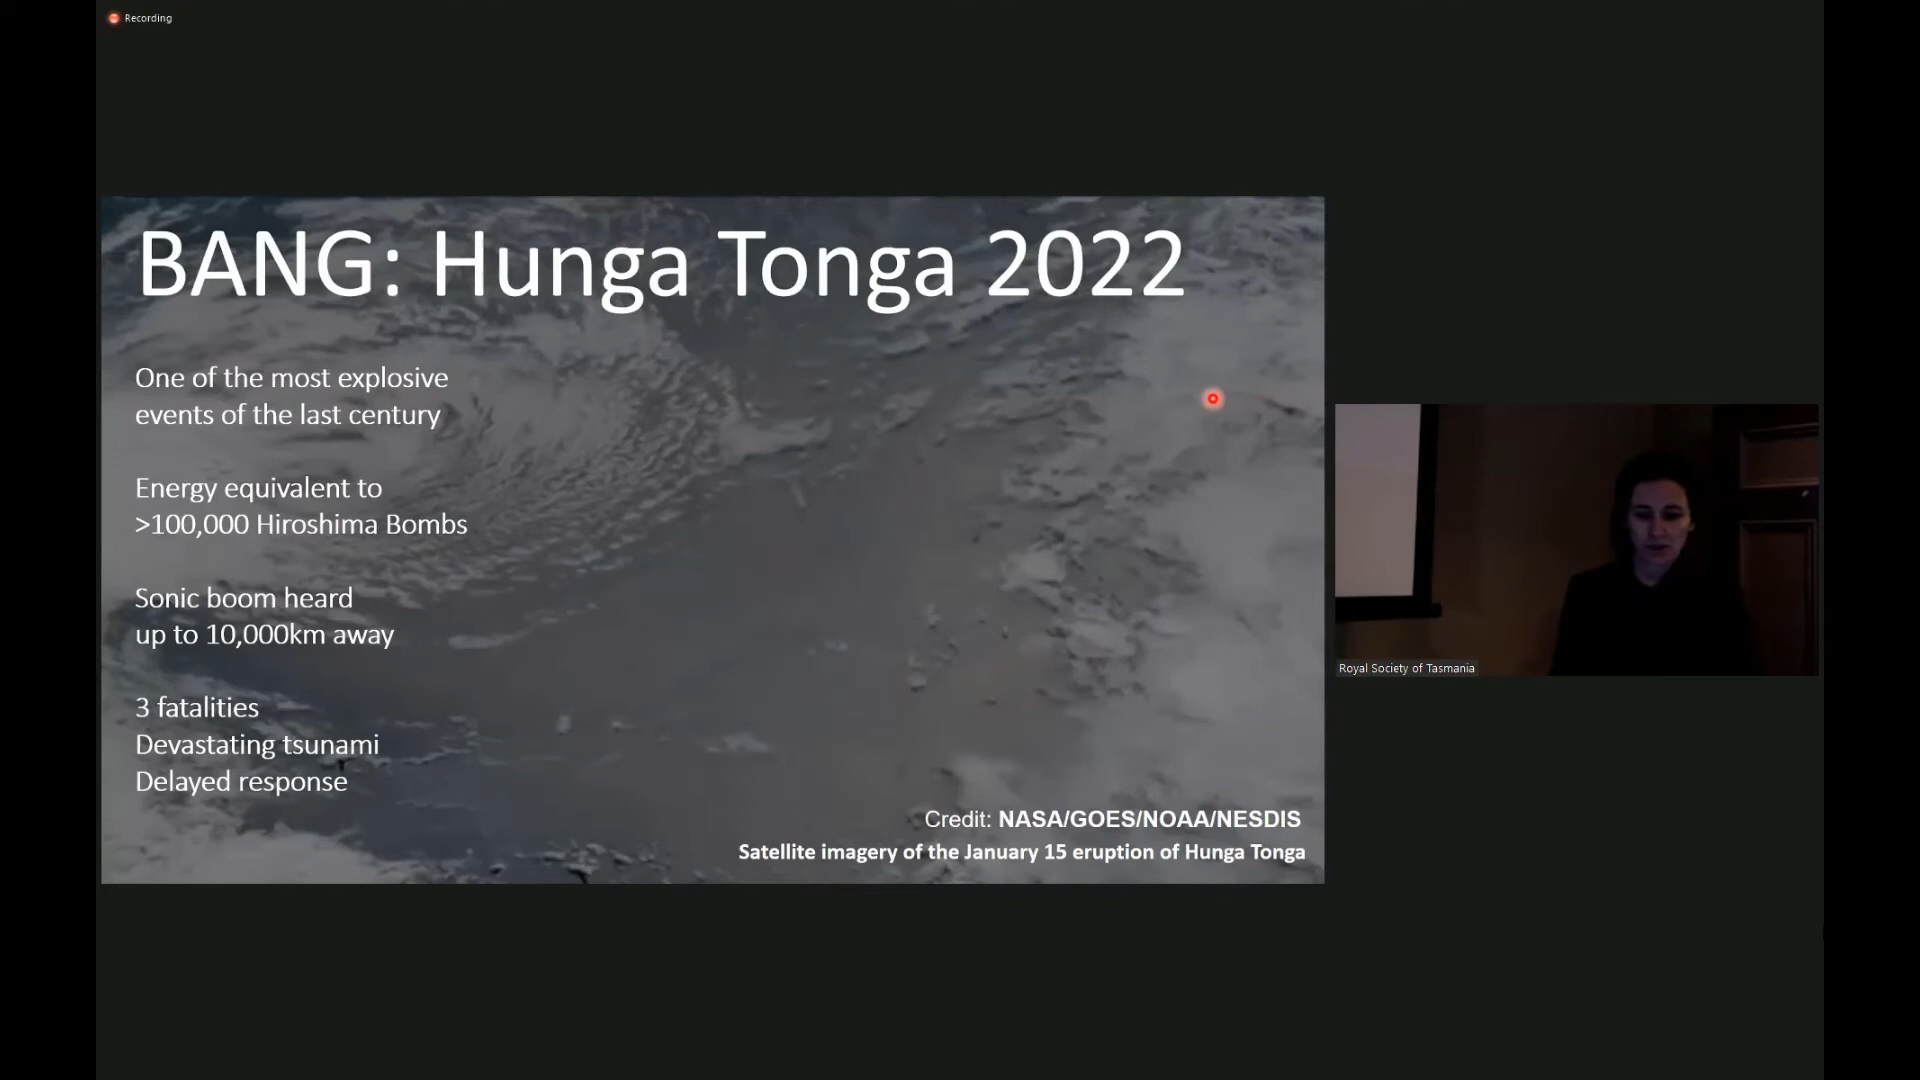 Recording
BANG: Hunga Tonga 2022
One of the most explosive
events of the last century
Energy equivalent to
>100,000 Hiroshima Bombs
Sonic boom heard
up to 10,000km away
3 fatalities
Devastating tsunami
Delayed response
Credit: NASA/GOES/NOAA/NESDIS
Satellite imagery of the January 15 eruption of Hunga Tonga
Royal Society of Tasmania